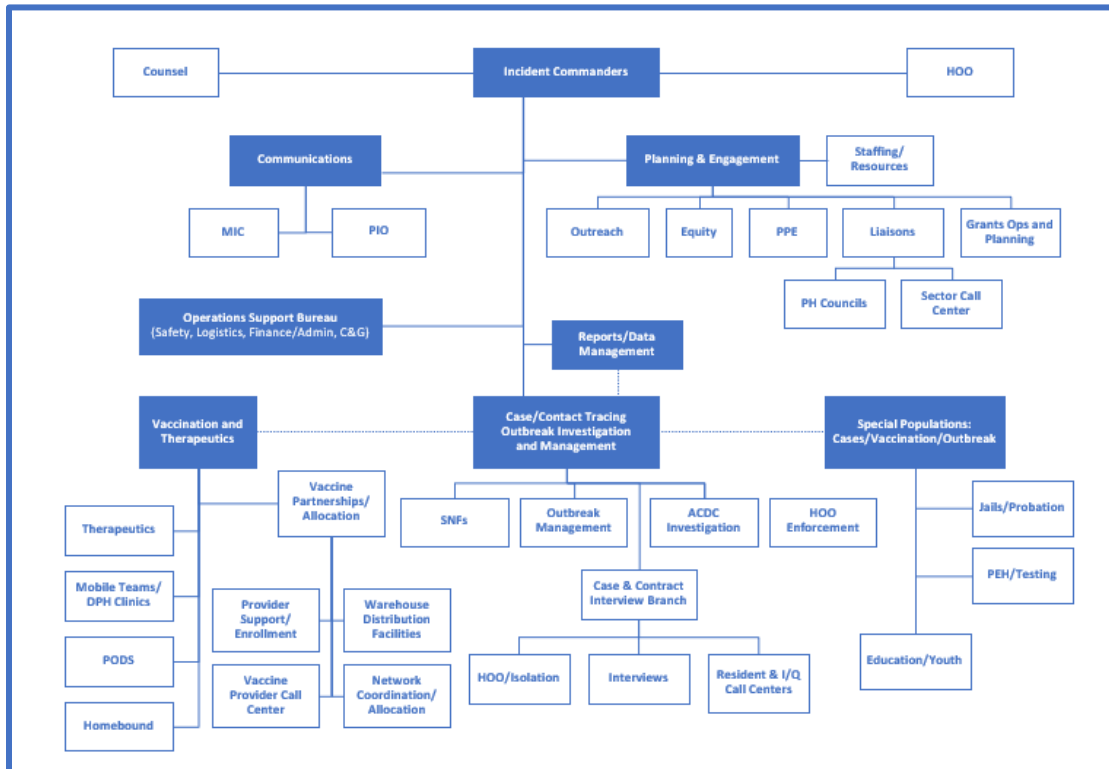 Counsel
Incident Commanders
HOO
Communications
Planning & Engagement
Staffing/
Resources
MIC
PIO
Outreach
Equity
PPE
Liaisons
Grants Ops and
Planning
PH Councils
Sector Call
Center
Operations Support Bureau
(Safety, Logistics, Finance/Admin, C&G)
Reports/Data
Management
Vaccination and
Therapeutics
Case/Contact Tracing
Outbreak Investigation
and Management
Special Populations:
Cases/Vaccination/Outbreak
Vaccine
Partnerships/
Allocation
Therapeutics
Mobile Teams/
DPH Clinics
PODS
Homebound
Provider
Support/
Enrollment
Warehouse
Distribution
Facilities
Vaccine
Provider Call
Center
Network
Coordination/
Allocation
SNFs
Outbreak
Management
ACDC
Investigation
HOO
Enforcement
Case & Contract
Interview Branch
HOO/Isolation
Interviews
Resident & I/Q
Call Centers
Jails/Probation
PEH/Testing
Education/Youth